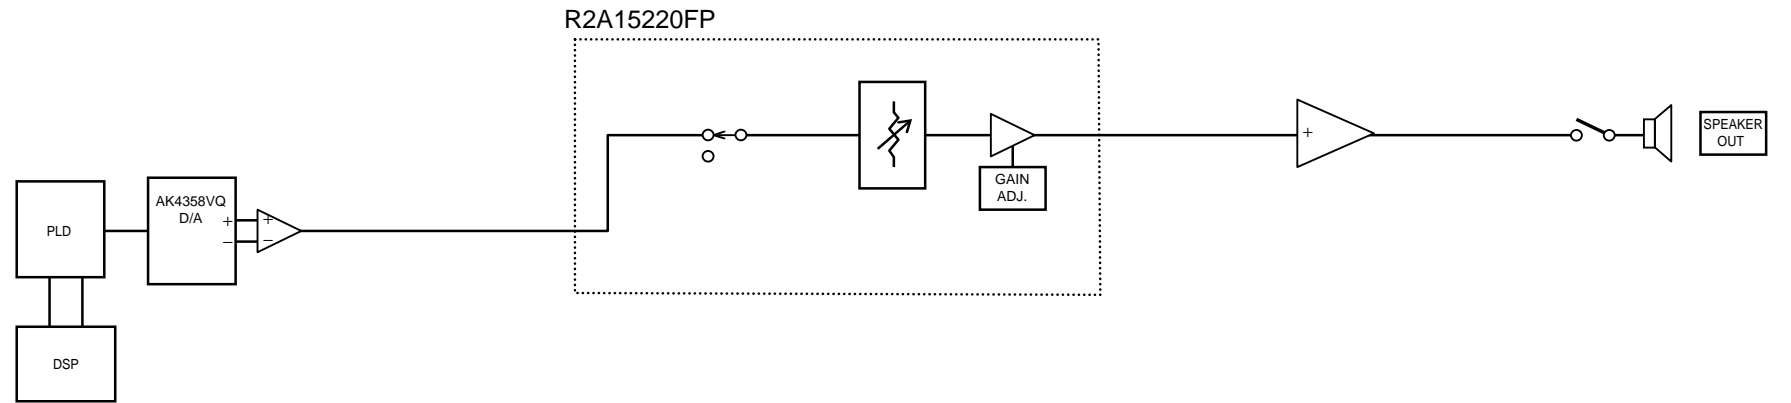 R2A15220FP
SPEAKER
OUT
+
GAIN
ADJ.
AK4358VQ
D/A
+ +
− −
PLD
DSP